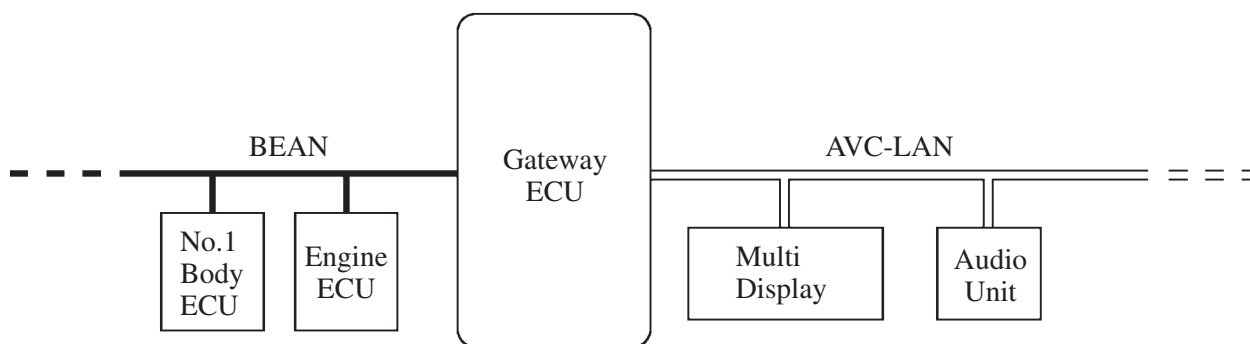 BEAN
Gateway
ECU
AVC-LAN
No.1
Body
ECU
Engine
ECU
Multi
Display
Audio
Unit